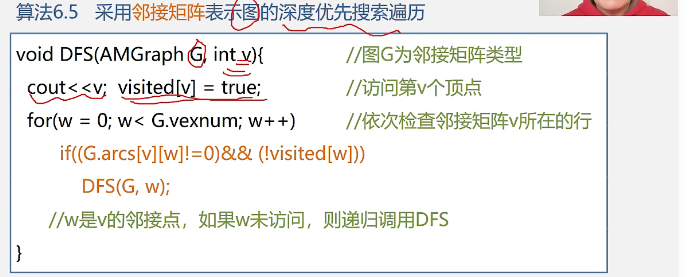 算法6.5 采用邻接矩阵表示图的深度优先搜索遍历
void DFS(AMGraph G, int v){ //图G为邻接矩阵类型
cout<<v; visited[v] = true; //访问第v个顶点
for(w = 0; w< G.vexnum; w++) //依次检查邻接矩阵v所在的行
if((G.arcs[v][w]!=0)&& (!visited[w]))
DFS(G, w);
//w是v的邻接点，如果w未访问，则递归调用DFS
}